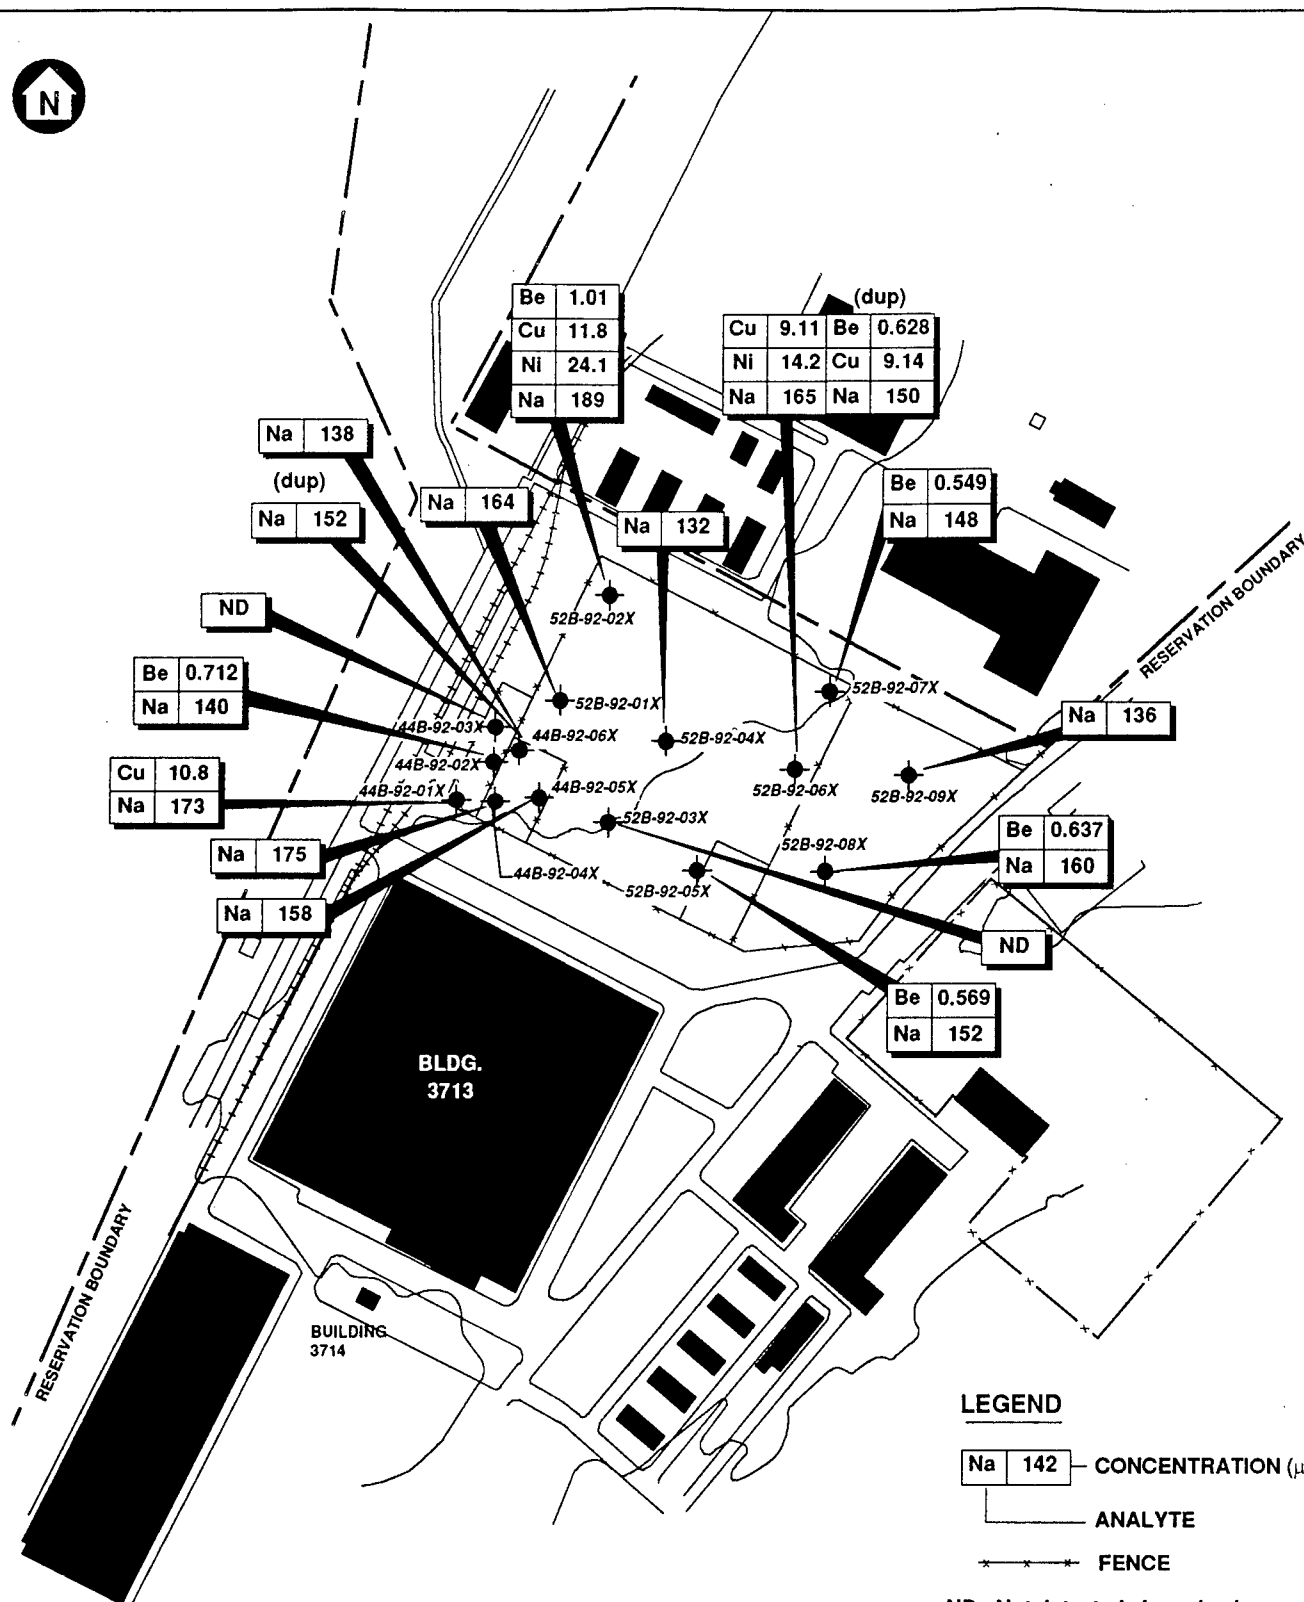 N
(dup)
Be 1.01
Cu 11.8
Ni 24.1
Na 189
Cu 9.11 Be 0.628
Ni 14.2 Cu 9.14
Na 165 Na 150
Na 138
(dup)
Na 152
Na 164
Na 132
Be 0.549
Na 148
ND
Be 0.712
Na 140
Cu 10.8
Na 173
Na 175
Na 158
Na 136
Be 0.637
Na 160
ND
Be 0.569
Na 152
52B-92-02X
52B-92-01X
52B-92-07X
44B-92-03X
44B-92-06X
52B-92-04X
44B-92-02X
44B-92-01X
44B-92-05X
52B-92-06X
52B-92-09X
52B-92-03X
52B-92-08X
44B-92-04X
52B-92-05X
RESERVATION BOUNDARY
RESERVATION BOUNDARY
BLDG.
3713
BUILDING
3714
LEGEND
Na 142 CONCENTRATION (μ
ANALYTE
FENCE